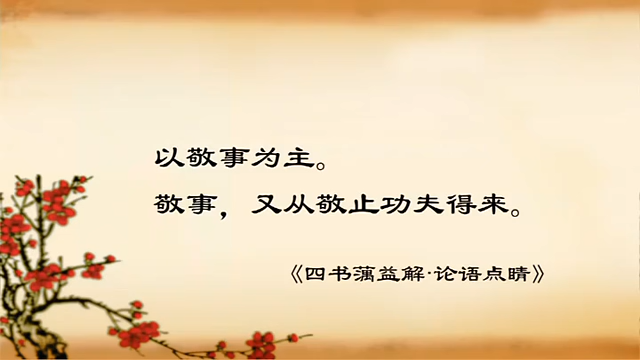 以敬事为主。
敬事，又从敬止功夫得来。
《四书蕅益解·论语点睛》